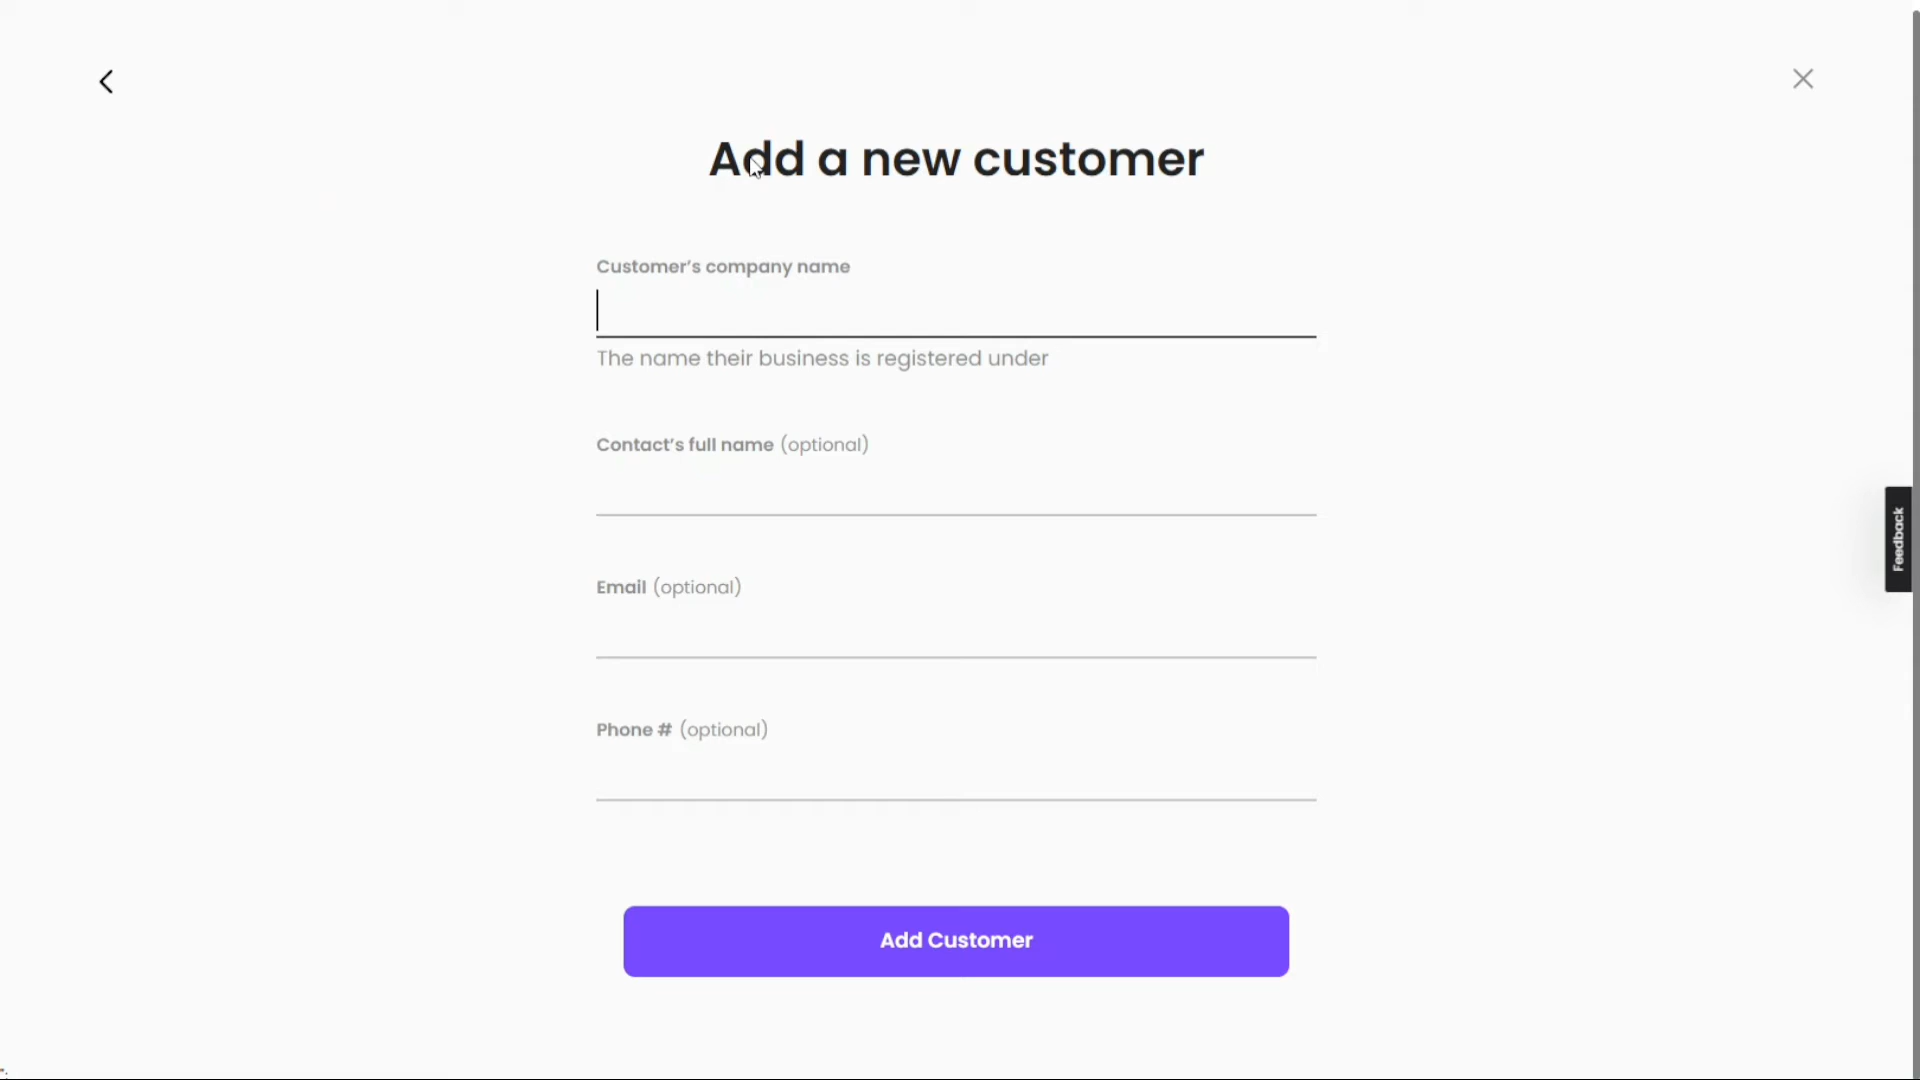 Add a new customer
Customer’s company name
The name their business is registered under
Contact’s full name (optional)
Email (optional)
Phone # (optional)
Feedback
Add Customer